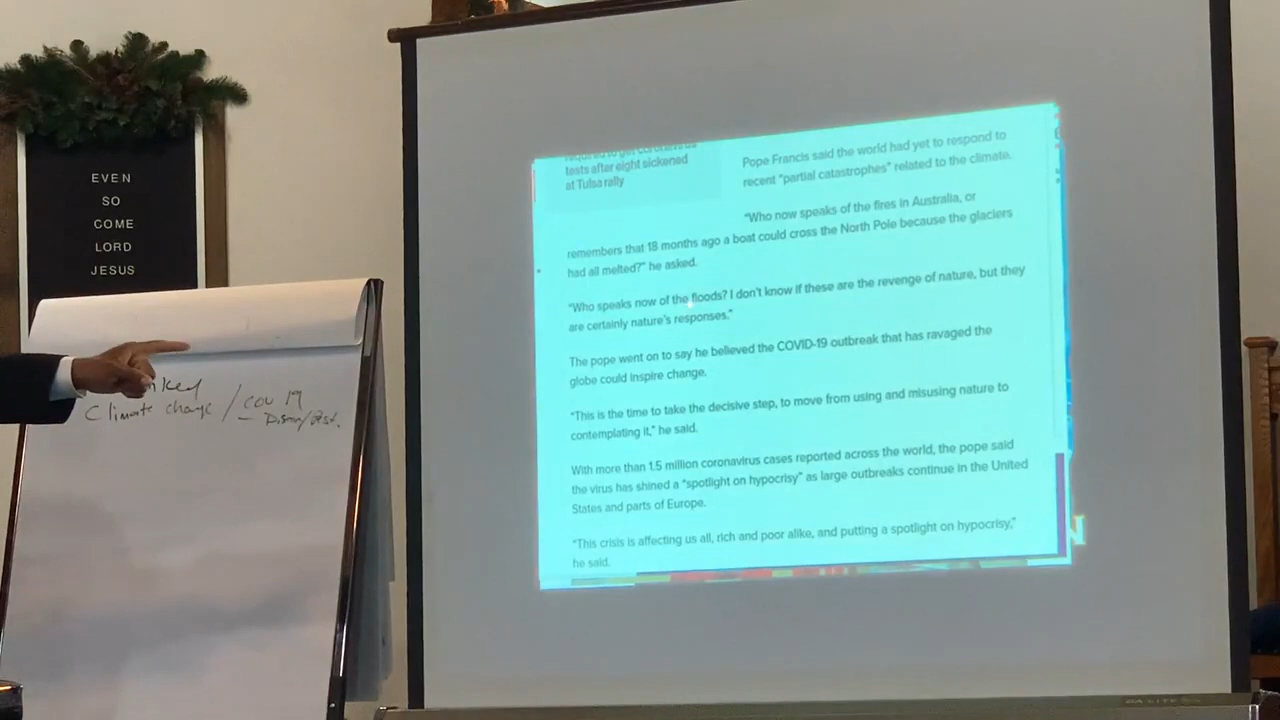 EVEN
SO
COME
LORD
JESUS
Climate change / COV 19
required to get coronavirus
tests after eight sickened
at Tulsa rally
Pope Francis said the world had yet to respond to
recent "partial catastrophes" related to the climate.
"Who now speaks of the fires in Australia, or
remembers that 18 months ago a boat could cross the North Pole because the glaciers
had all melted?" he asked.
"Who speaks now of the floods? I don't know if these are the revenge of nature, but they
are certainly nature's responses."
The pope went on to say he believed the COVID-19 outbreak that has ravaged the
globe could inspire change.
"This is the time to take the decisive step, to move from using and misusing nature to
contemplating it," he said.
With more than 1.5 million coronavirus cases reported across the world, the pope said
the virus has shined a "spotlight on hypocrisy" as large outbreaks continue in the United
States and parts of Europe.
"This crisis is affecting us all, rich and poor alike, and putting a spotlight on hypocrisy,"
he said.
N
DA-LITE